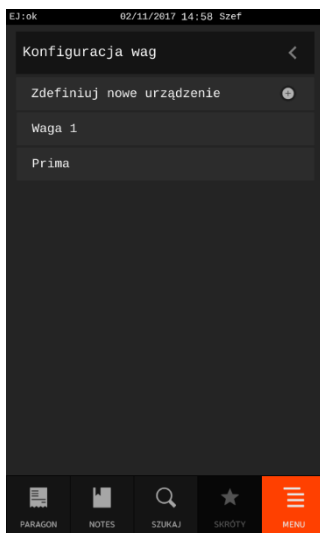 EJ:ok 02/11/2017 14:58 Szef
Konfiguracja wag
Zdefiniuj nowe urządzenie
Waga 1
Prima
PARAGON NOTES SZUKAJ SKRÓTY MENU